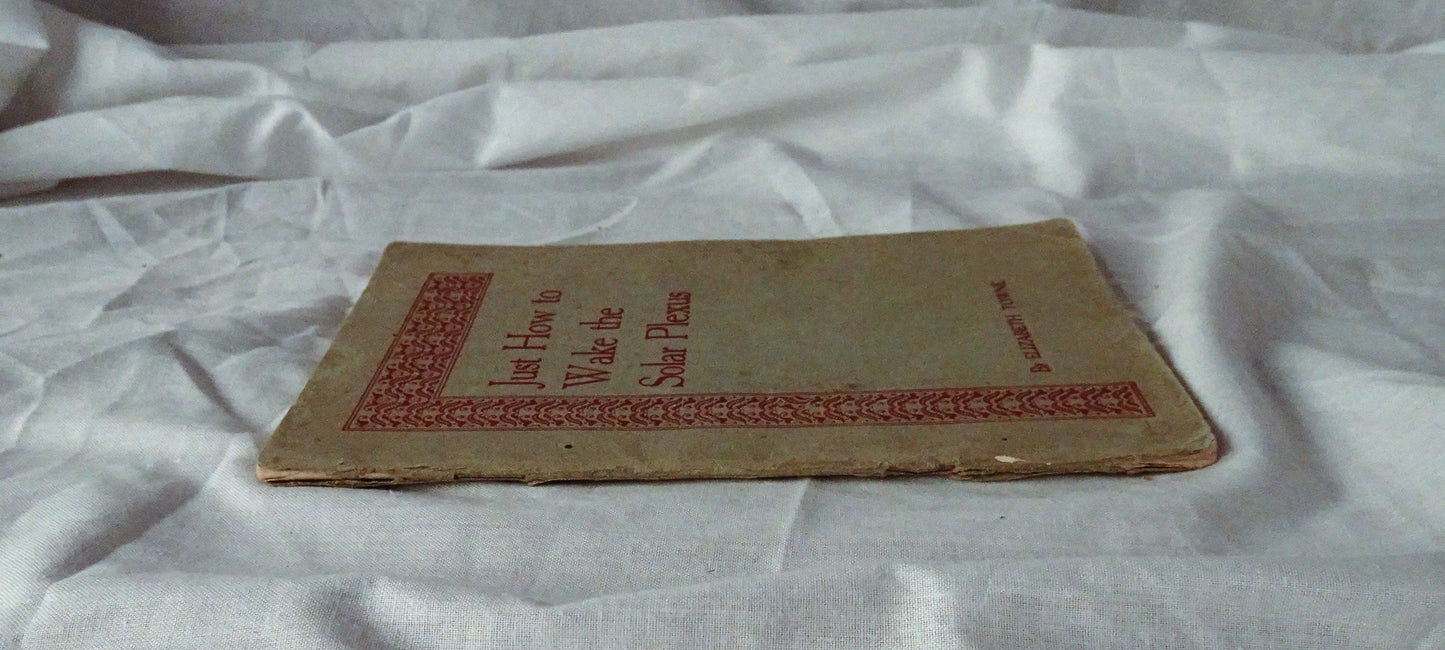 Just How to
Wake the
Solar Plexus
By ELIZABETH TOWNE